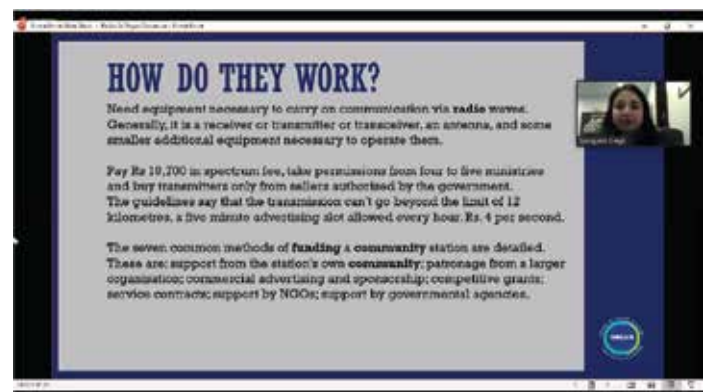 HOW DO THEY WORK?
Need equipment necessary to carry on communication via radio waves.
Generally, it is a receiver or transmitter or transceiver, an antenna, and some
smaller additional equipment necessary to operate them.
Pay Rs 19,700 in spectrum fee, take permissions from four to five ministries
and buy transmitters only from sellers authorised by the government.
The guidelines say that the transmission can't go beyond the limit of 12
kilometres, a five minute advertising slot allowed every hour. Rs. 4 per second.
The seven common methods of funding a community station are detailed.
These are: support from the station's own community; patronage from a larger
organisation; commercial advertising and sponsorship; competitive grants;
service contracts; support by NGOs; support by governmental agencies.